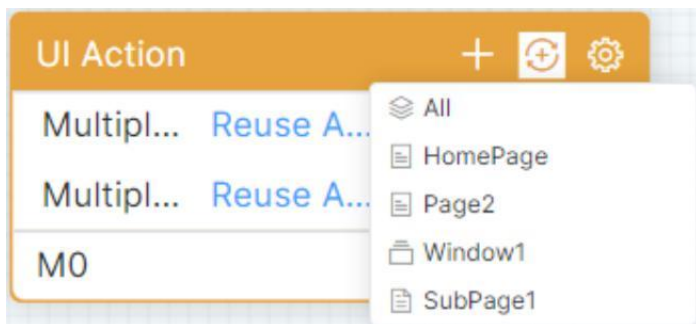 UI Action
All
Multipl... Reuse A...
HomePage
Multipl... Reuse A...
Page2
M0
Window1
SubPage1